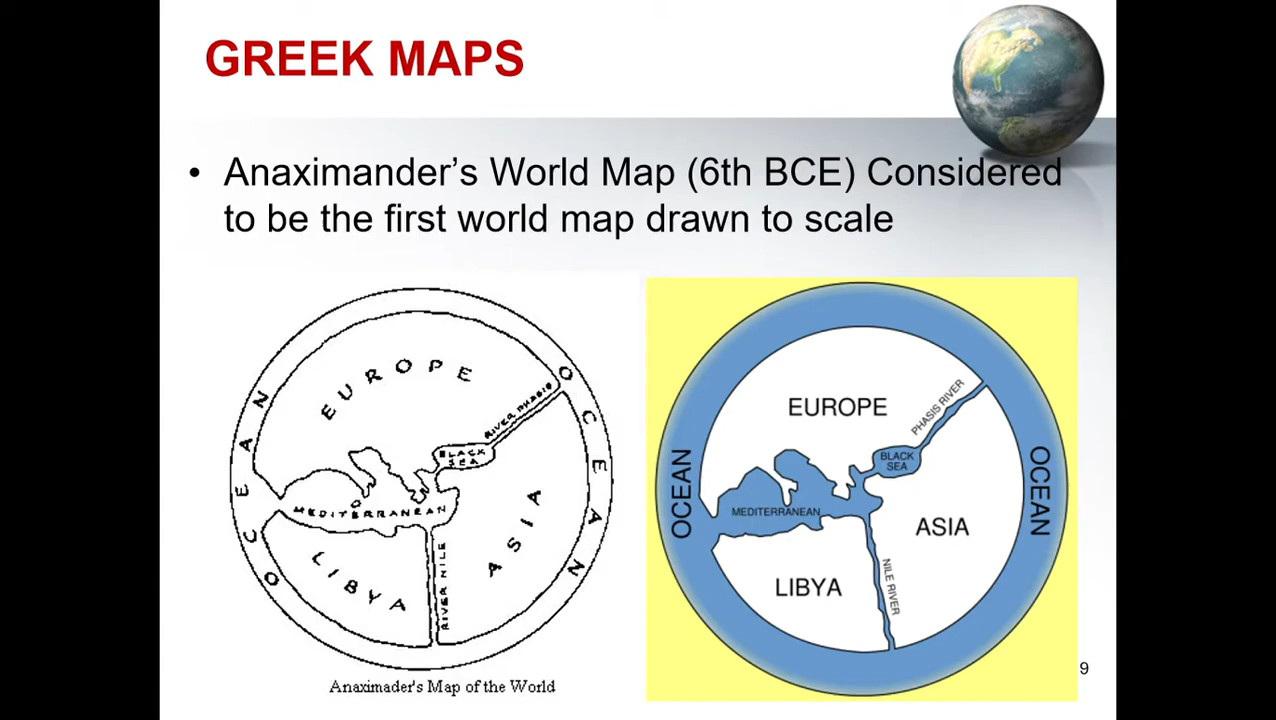 GREEK MAPS
• Anaximander’s World Map (6th BCE) Considered
to be the first world map drawn to scale
EUROPE
OCEAN
OCEAN
RIVER PHASIS
BLACK
SEA
MEDITERRANEAN
ASIA
LIBYA
RIVER NILE
Anaximader's Map of the World
EUROPE
PHASIS RIVER
BLACK
SEA
OCEAN
OCEAN
MEDITERRANEAN
ASIA
LIBYA
NILE RIVER
9